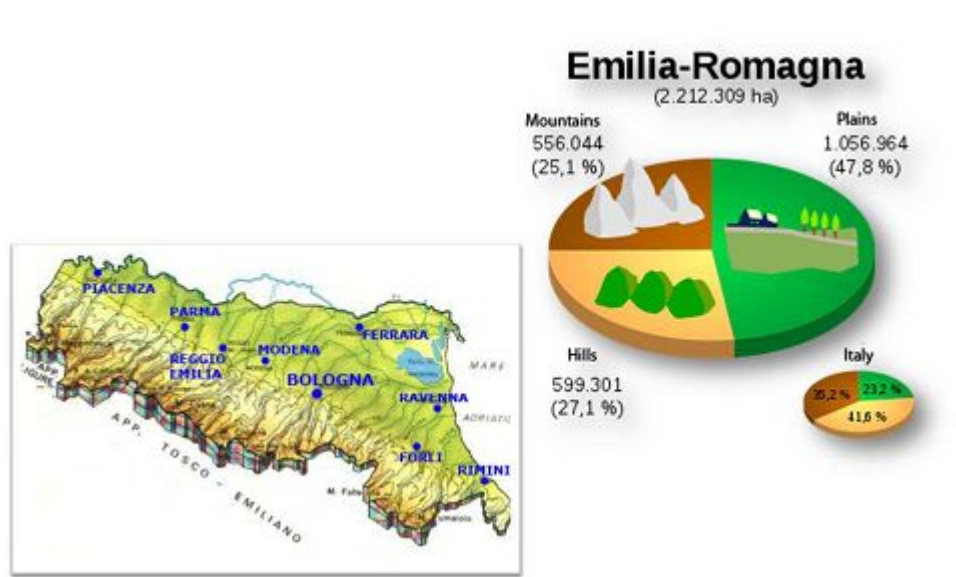 Emilia-Romagna
(2.212.309 ha)
Mountains
556.044
(25,1 %)
Plains
1.056.964
(47,8 %)
Hills
599.301
(27,1 %)
Italy
35,2 %
23,2 %
41,6 %
PIACENZA
PARMA
FERRARA
REGGIO
EMILIA
MODENA
BOLOGNA
RAVENNA
FORLI
RIMINI
MARE
ADRIATIC
APP. TOSCO - EMILIANO